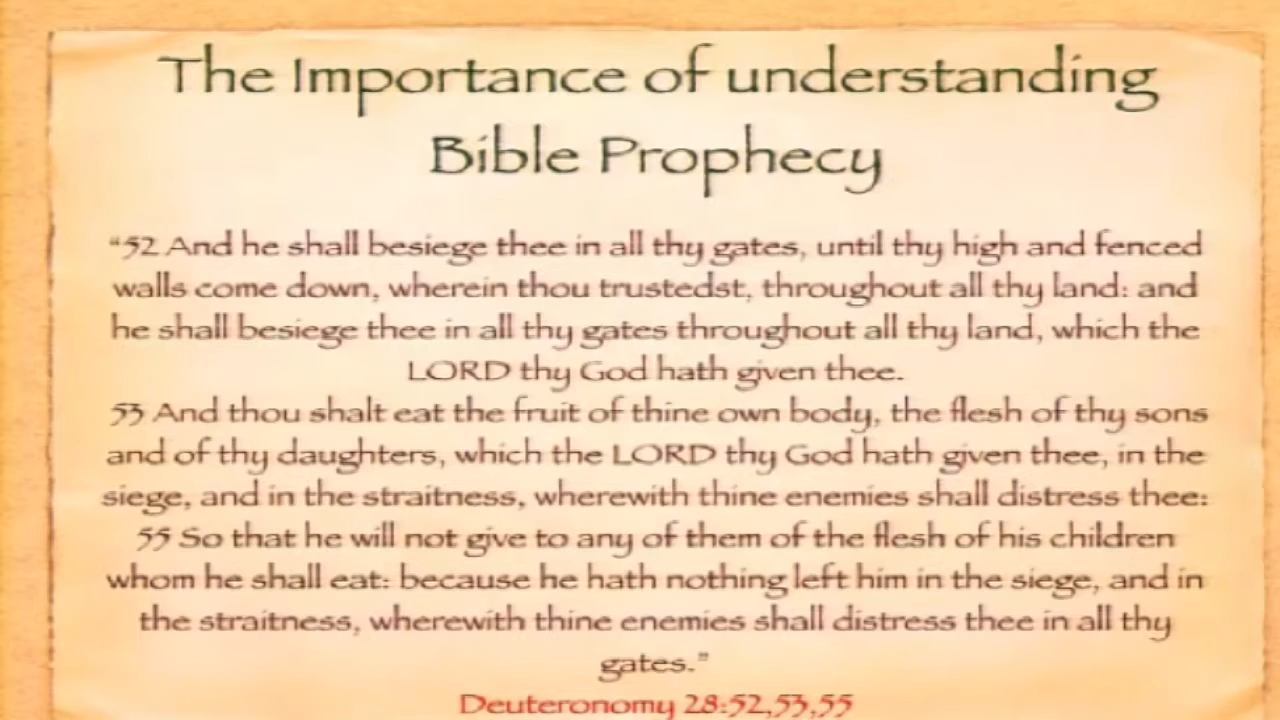 The Importance of understanding
Bible Prophecy
“52 And he shall besiege thee in all thy gates, until thy high and fenced
walls come down, wherein thou trustedst, throughout all thy land: and
he shall besiege thee in all thy gates throughout all thy land, which the
LORD thy God hath given thee.
53 And thou shalt eat the fruit of thine own body, the flesh of thy sons
and of thy daughters, which the LORD thy God hath given thee, in the
siege, and in the straitness, wherewith thine enemies shall distress thee:
55 So that he will not give to any of them of the flesh of his children
whom he shall eat: because he hath nothing left him in the siege, and in
the straitness, wherewith thine enemies shall distress thee in all thy
gates.”
Deuteronomy 28:52,53,55